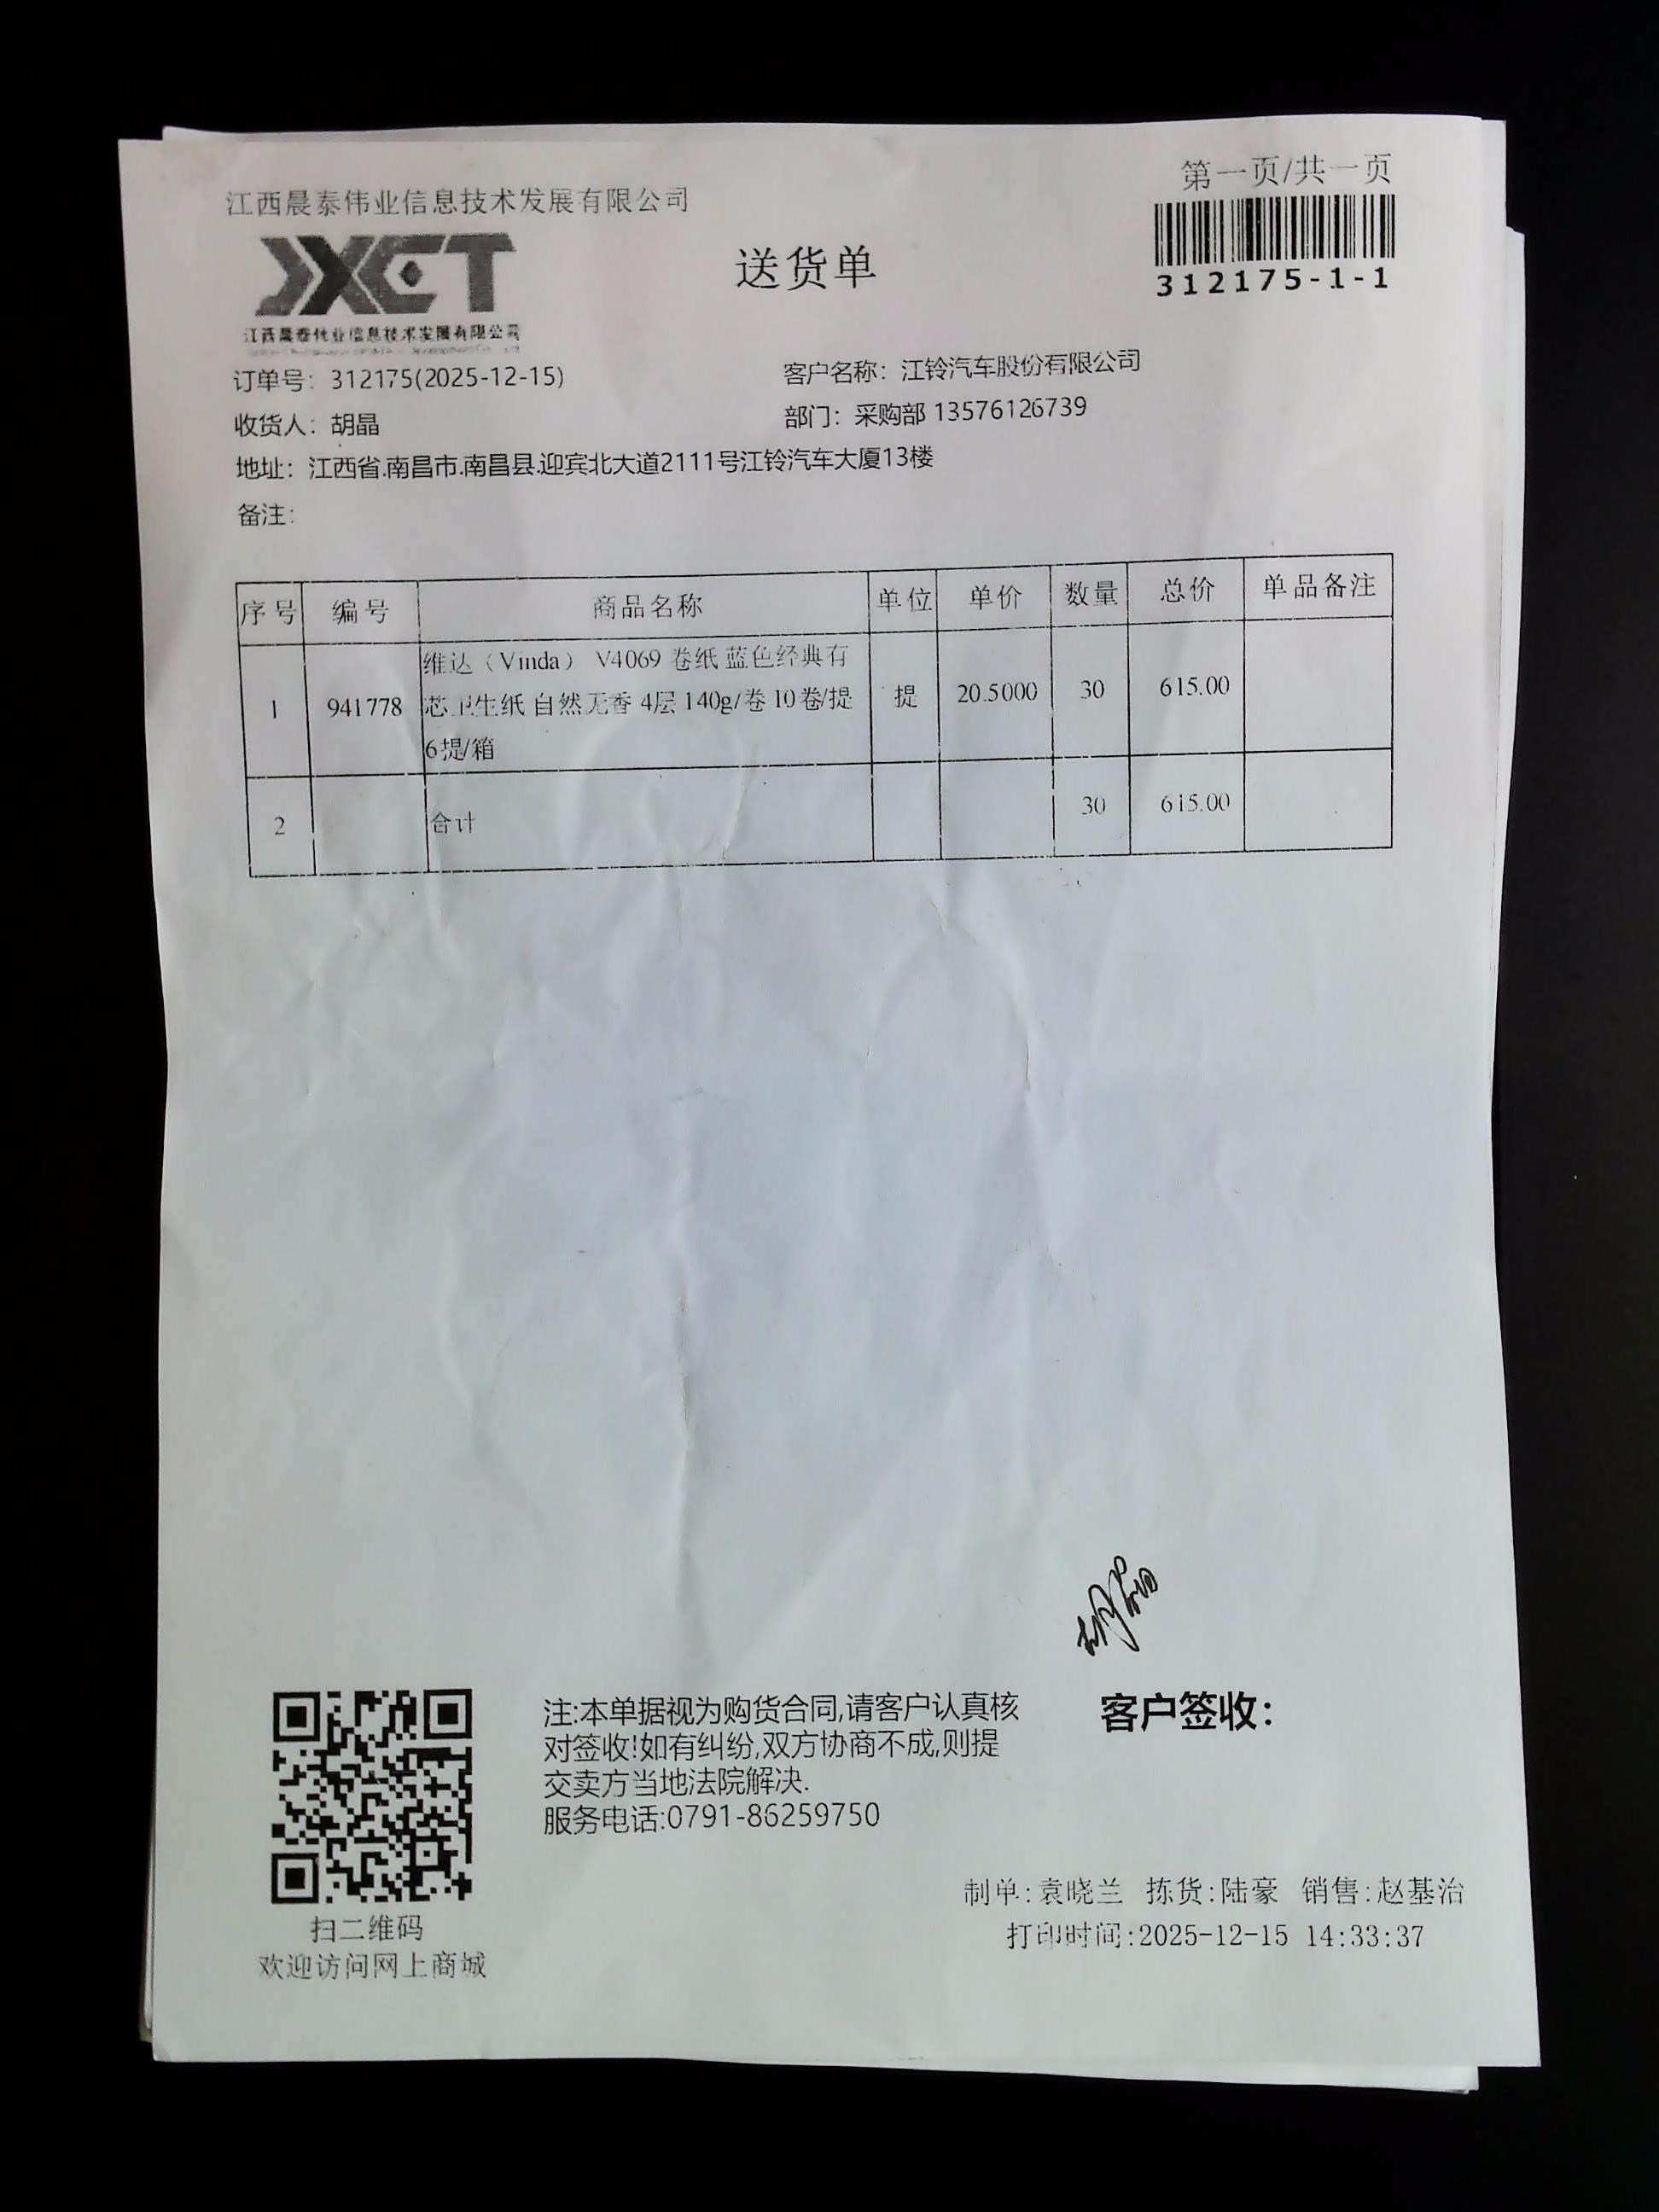 第一页/共一页
江西晨泰伟业信息技术发展有限公司
JXCT
江西晨泰伟业信息技术发展有限公司
送货单
312175-1-1
订单号：312175(2025-12-15)
客户名称：江铃汽车股份有限公司
收货人：胡晶
部门：采购部 13576126739
地址：江西省.南昌市.南昌县.迎宾北大道2111号江铃汽车大厦13楼
备注：
序号 编号 商品名称 单位 单价 数量 总价 单品备注
1 941778 维达（Vinda） V4069 卷纸 蓝色经典有
芯卫生纸 自然无香 4层 140g/卷 10卷/提
6提/箱 提 20.5000 30 615.00
2 合计 30 615.00
胡晶
客户签收：
注:本单据视为购货合同,请客户认真核
对签收!如有纠纷,双方协商不成,则提
交卖方当地法院解决.
服务电话:0791-86259750
扫二维码
欢迎访问网上商城
制单:袁晓兰 拣货:陆豪 销售:赵基治
打印时间:2025-12-15 14:33:37